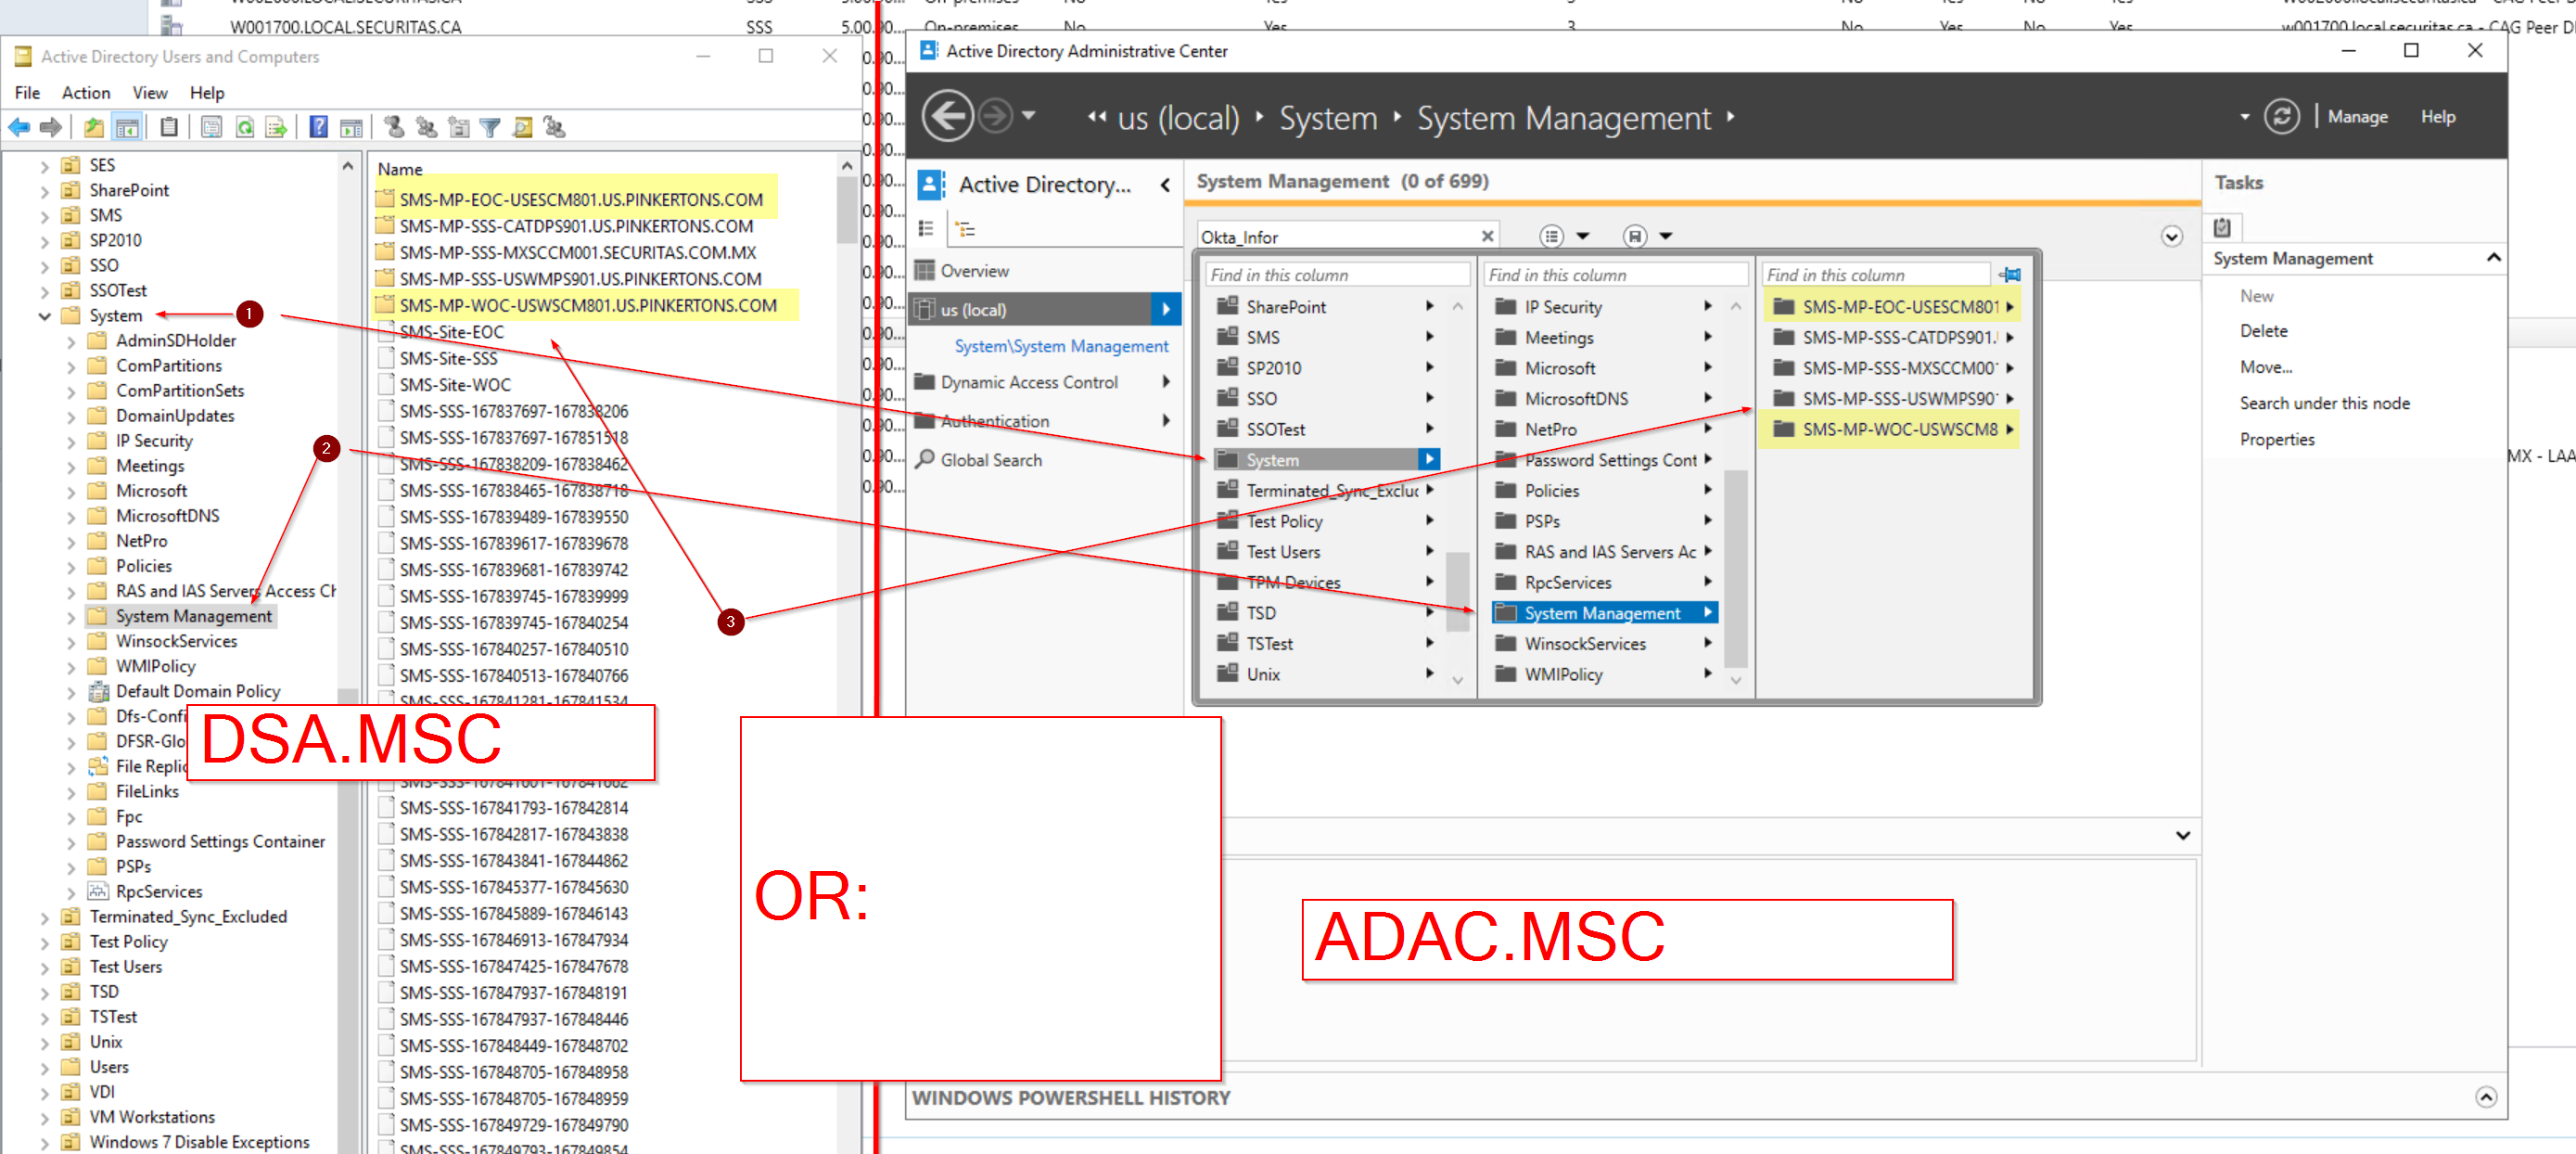 W001700.LOCAL.SECURITAS.CA SSS 5.00.90... On-premises No Yes 3 No Yes No Yes w001700.local.securitas.ca - CAG Peer
Active Directory Users and Computers
File Action View Help
SES
SharePoint
SMS
SP2010
SSO
SSOTest
System
AdminSDHolder
ComPartitions
ComPartitionSets
DomainUpdates
IP Security
Meetings
Microsoft
MicrosoftDNS
NetPro
Policies
RAS and IAS Servers Access Ch
System Management
WinsockServices
WMIPolicy
Default Domain Policy
Dfs-Confi
DFSR-Glo
File Replic
FileLinks
Fpc
Password Settings Container
PSPs
RpcServices
Terminated_Sync_Excluded
Test Policy
Test Users
TSD
TSTest
Unix
Users
VDI
VM Workstations
Windows 7 Disable Exceptions
Name
SMS-MP-EOC-USESCM801.US.PINKERTONS.COM
SMS-MP-SSS-CATDPS901.US.PINKERTONS.COM
SMS-MP-SSS-MXSCCM001.SECURITAS.COM.MX
SMS-MP-SSS-USWMPS901.US.PINKERTONS.COM
SMS-MP-WOC-USWSCM801.US.PINKERTONS.COM
SMS-Site-EOC
SMS-Site-SSS
SMS-Site-WOC
SMS-SSS-167837697-167838206
SMS-SSS-167837697-167851518
SMS-SSS-167838209-167838462
SMS-SSS-167838465-167838718
SMS-SSS-167839489-167839550
SMS-SSS-167839617-167839678
SMS-SSS-167839681-167839742
SMS-SSS-167839745-167839999
SMS-SSS-167839745-167840254
SMS-SSS-167840257-167840510
SMS-SSS-167840513-167840766
SMS-SSS-167841281-167841534
SMS-SSS-167841793-167842814
SMS-SSS-167842817-167843838
SMS-SSS-167843841-167844862
SMS-SSS-167845377-167845630
SMS-SSS-167845889-167846143
SMS-SSS-167846913-167847934
SMS-SSS-167847425-167847678
SMS-SSS-167847937-167848191
SMS-SSS-167847937-167848446
SMS-SSS-167848449-167848702
SMS-SSS-167848705-167848958
SMS-SSS-167848705-167848959
SMS-SSS-167849729-167849790
SMS-SSS-167849793-167849854
1
2
3
DSA.MSC
OR:
ADAC.MSC
Active Directory Administrative Center
us (local) System System Management
Manage Help
Active Directory...
Overview
us (local)
System\System Management
Dynamic Access Control
Authentication
Global Search
System Management (0 of 699)
Okta_Infor
Find in this column
SharePoint
SMS
SP2010
SSO
SSOTest
System
Terminated_Sync_Exclu
Test Policy
Test Users
TPM Devices
TSD
TSTest
Unix
Find in this column
IP Security
Meetings
Microsoft
MicrosoftDNS
NetPro
Password Settings Cont
Policies
PSPs
RAS and IAS Servers Ac
RpcServices
System Management
WinsockServices
WMIPolicy
Find in this column
SMS-MP-EOC-USESCM801
SMS-MP-SSS-CATDPS901.
SMS-MP-SSS-MXSCCM00
SMS-MP-SSS-USWMPS90
SMS-MP-WOC-USWSCM8
Tasks
System Management
New
Delete
Move...
Search under this node
Properties
MX - LAA
WINDOWS POWERSHELL HISTORY